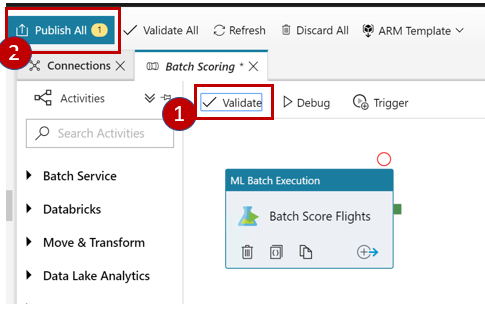 Publish All 1 Validate All Refresh Discard All ARM Template
2
Connections Batch Scoring *
Activities
1
Validate Debug Trigger
Search Activities
ML Batch Execution
Batch Service
Batch Score Flights
Databricks
Move & Transform
Data Lake Analytics